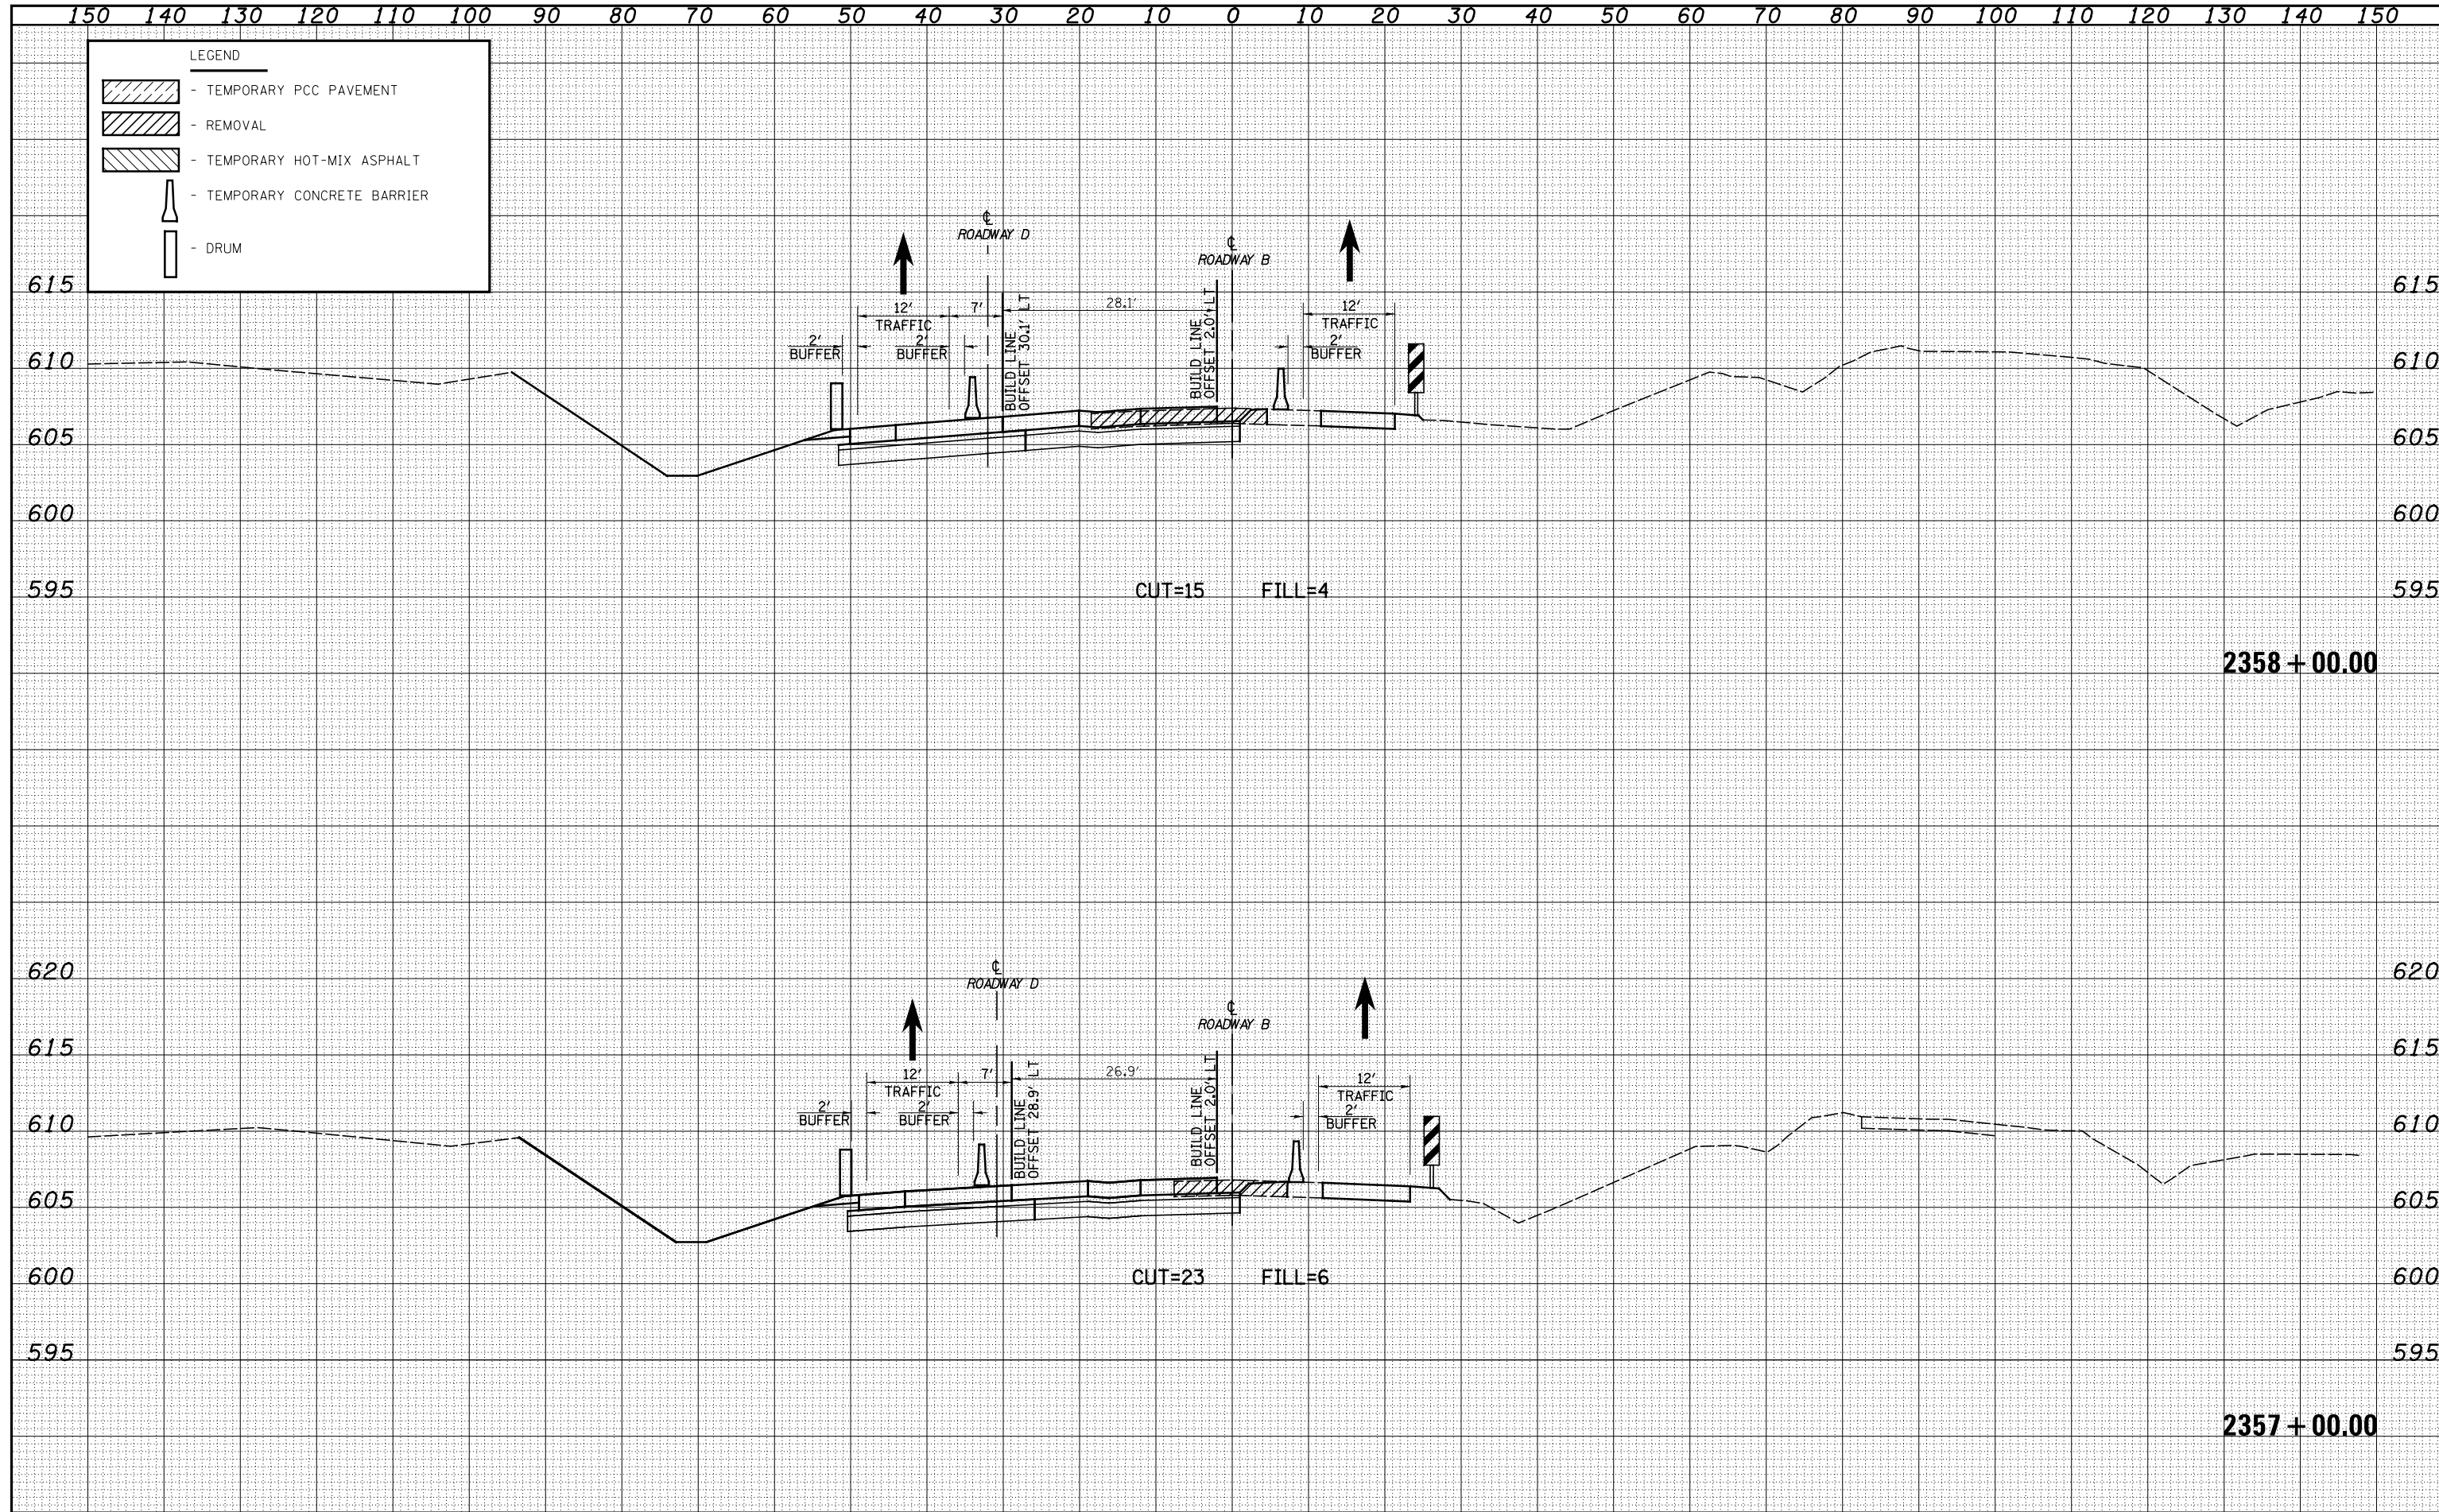 150 140 130 120 110 100 90 80 70 60 50 40 30 20 10 0 10 20 30 40 50 60 70 80 90 100 110 120 130 140 150
LEGEND
- TEMPORARY PCC PAVEMENT
- REMOVAL
- TEMPORARY HOT-MIX ASPHALT
- TEMPORARY CONCRETE BARRIER
- DRUM
℄
ROADWAY D
℄
ROADWAY B
615 615
12' 7' 28.1' 12'
TRAFFIC TRAFFIC
2' 2' 2'
BUFFER BUFFER BUFFER
BUILD LINE
OFFSET 30.1' LT
BUILD LINE
OFFSET 2.0' LT
610 610
605 605
600 600
CUT=15 FILL=4
595 595
2358+00.00
620 620
℄
ROADWAY D
℄
ROADWAY B
615 615
12' 7' 26.9' 12'
TRAFFIC TRAFFIC
2' 2' 2'
BUFFER BUFFER BUFFER
BUILD LINE
OFFSET 28.9' LT
BUILD LINE
OFFSET 2.0' LT
610 610
605 605
600 600
CUT=23 FILL=6
595 595
2357+00.00